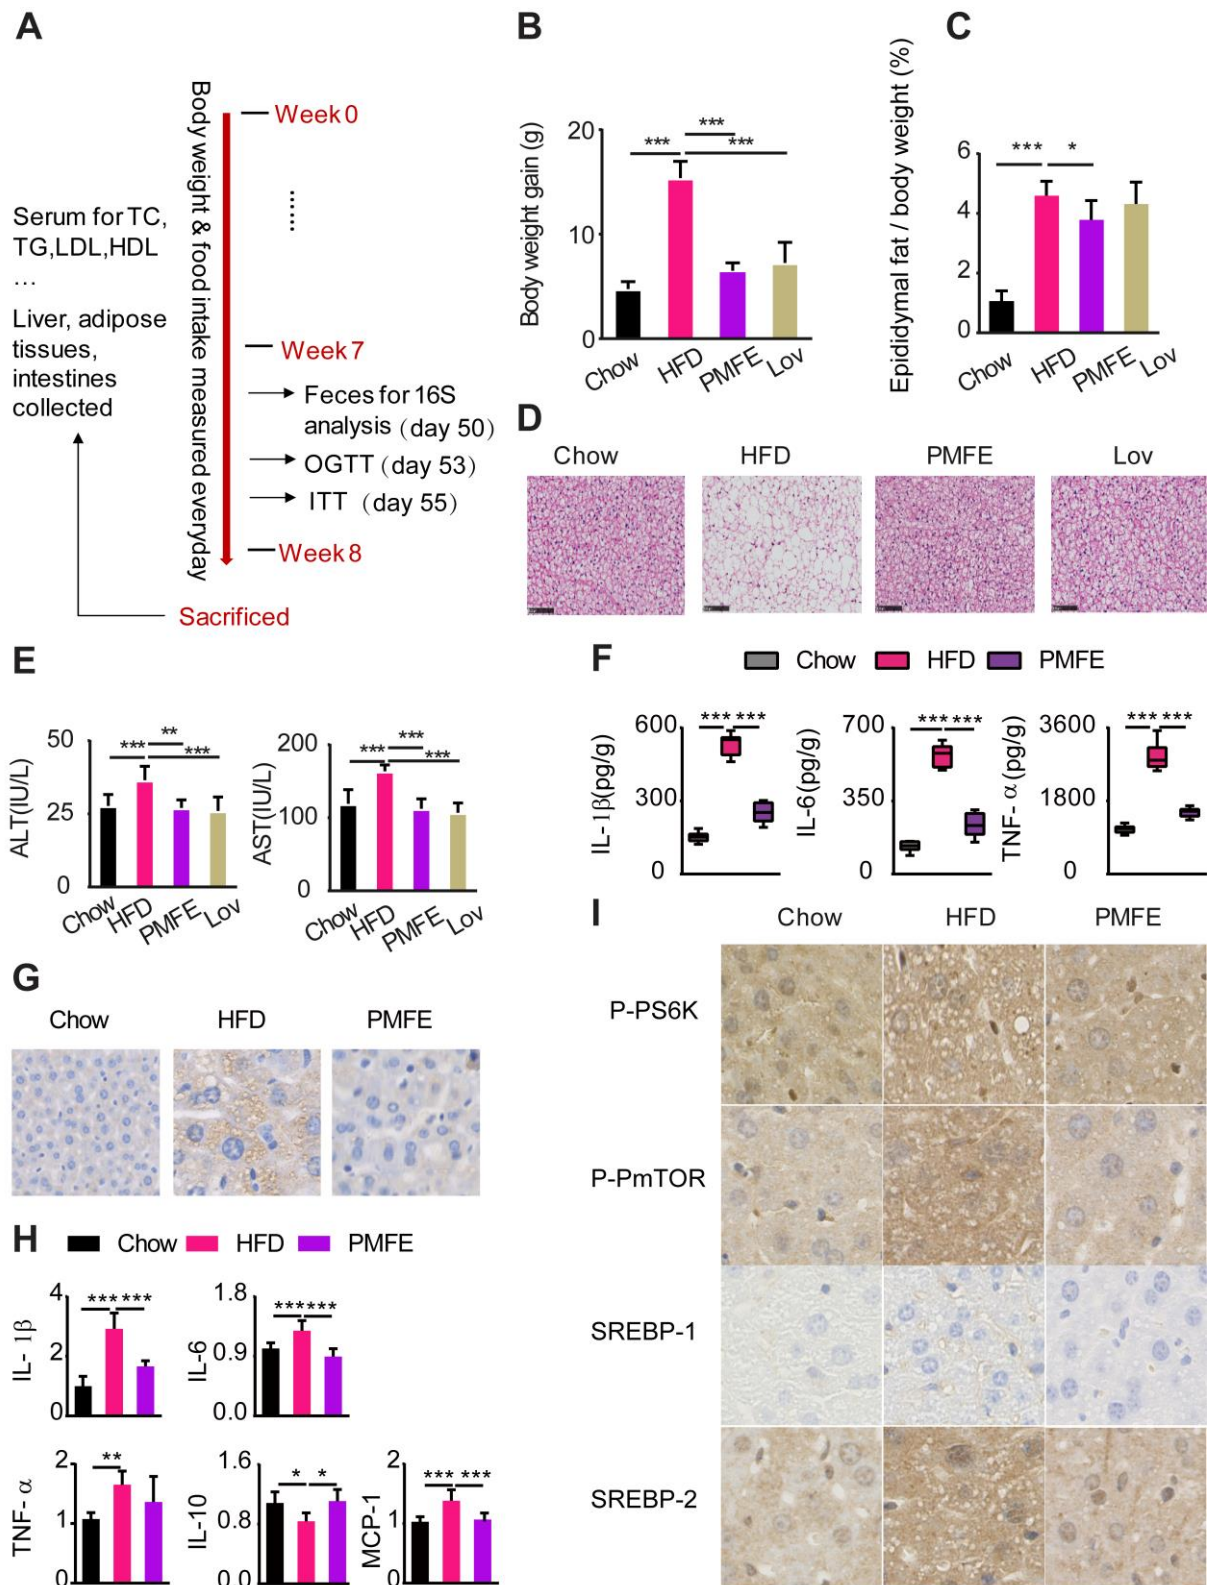 A
Body weight & food intake measured everyday
Week 0
......
Serum for TC,
TG,LDL,HDL
...
Liver, adipose
tissues,
intestines
collected
Week 7
Feces for 16S
analysis (day 50)
OGTT (day 53)
ITT (day 55)
Week 8
Sacrificed
B
Body weight gain (g)
20
10
0
***
***
***
Chow HFD PMFE Lov
C
Epididymal fat / body weight (%)
6
4
2
0
*** *
Chow HFD PMFE Lov
D
Chow HFD PMFE Lov
E
ALT(IU/L)
50
25
0
**
*** ***
Chow HFD PMFE Lov
AST(IU/L)
200
100
0
***
*** ***
Chow HFD PMFE Lov
F
Chow HFD PMFE
IL-1β(pg/g)
600
300
0
*** ***
IL-6(pg/g)
700
350
0
*** ***
TNF-α(pg/g)
3600
1800
0
*** ***
G
Chow HFD PMFE
H
Chow HFD PMFE
IL-1β
4
2
0
*** ***
IL-6
1.8
0.9
0.0
*** ***
TNF-α
2
1
0
**
IL-10
1.6
0.8
0.0
* *
MCP-1
2
1
0
*** ***
I
Chow HFD PMFE
P-PS6K
P-PmTOR
SREBP-1
SREBP-2